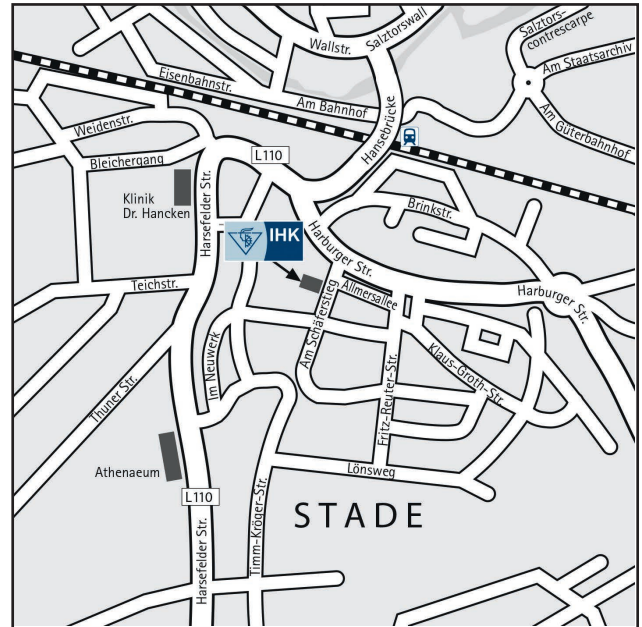 Wallstr.
Salztorswall
Salztors-
contrescarpe
Am Staatsarchiv
Am Güterbahnhof
Eisenbahnstr.
Am Bahnhof
Hansebrücke
Weidenstr.
Bleichergang
L110
Klinik
Dr. Hancken
Harsefelder Str.
IHK
Brinkstr.
Harburger Str.
Allmersallee
Harburger Str.
Teichstr.
Am Schäferstieg
Im Neuwerk
Klaus-Groth-Str.
Fritz-Reuter-Str.
Thuner Str.
Athenaeum
Lönsweg
L110
STADE
Timm-Kröger-Str.
Harsefelder Str.